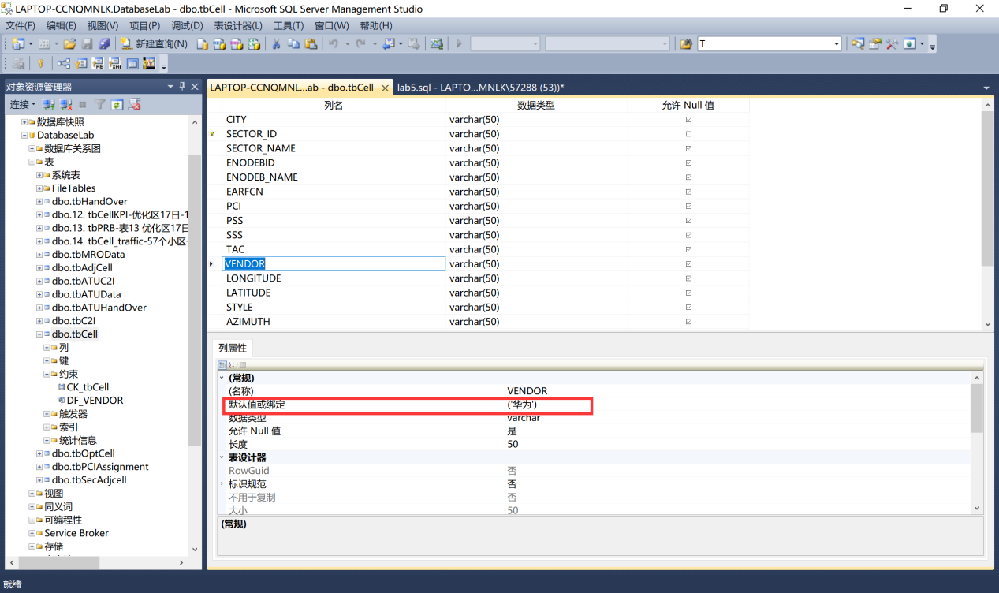 LAPTOP-CCNQMNLK.DatabaseLab - dbo.tbCell - Microsoft SQL Server Management Studio
文件(F) 编辑(E) 视图(V) 项目(P) 调试(D) 表设计器(L) 工具(T) 窗口(W) 帮助(H)
新建查询(N) T
对象资源管理器
连接
数据库快照
DatabaseLab
数据库关系图
表
系统表
FileTables
dbo.tbHandOver
dbo.12. tbCellKPI-优化区17日-1
dbo.13. tbPRB-表13 优化区17日
dbo.14. tbCell_traffic-57个小区-
dbo.tbMROData
dbo.tbAdjCell
dbo.tbATUC2I
dbo.tbATUData
dbo.tbATUHandOver
dbo.tbC2I
dbo.tbCell
列
键
约束
CK_tbCell
DF_VENDOR
触发器
索引
统计信息
dbo.tbOptCell
dbo.tbPCIAssignment
dbo.tbSecAdjcell
视图
同义词
可编程性
Service Broker
存储
LAPTOP-CCNQMNL...ab - dbo.tbCell lab5.sql - LAPTO...MNLK\57288 (53))*
列名 数据类型 允许 Null 值
CITY varchar(50)
SECTOR_ID varchar(50)
SECTOR_NAME varchar(50)
ENODEBID varchar(50)
ENODEB_NAME varchar(50)
EARFCN varchar(50)
PCI varchar(50)
PSS varchar(50)
SSS varchar(50)
TAC varchar(50)
VENDOR varchar(50)
LONGITUDE varchar(50)
LATITUDE varchar(50)
STYLE varchar(50)
AZIMUTH varchar(50)
列属性
(常规)
(名称) VENDOR
默认值或绑定 ('华为')
数据类型 varchar
允许 Null 值 是
长度 50
表设计器
RowGuid 否
标识规范 否
不用于复制 否
大小 50
(常规)
就绪